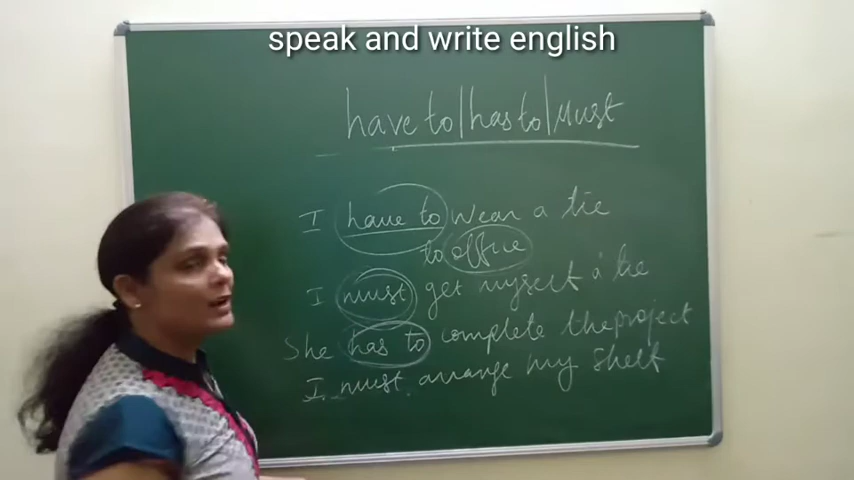 speak and write english
have to/has to/Must
I have to wear a tie
to office
I must get myself a tie
She has to complete the project
I must arrange my shelf